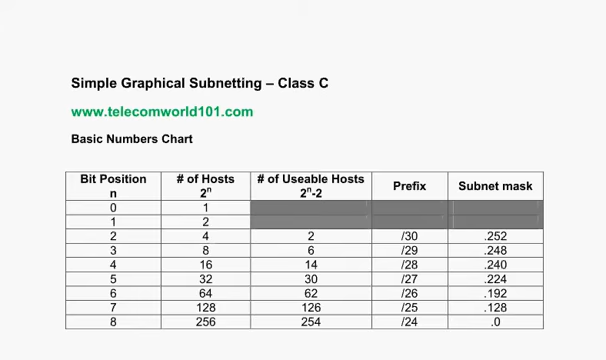 Simple Graphical Subnetting – Class C
www.telecomworld101.com
Basic Numbers Chart
Bit Position n | # of Hosts 2ⁿ | # of Useable Hosts 2ⁿ-2 | Prefix | Subnet mask
0 | 1
1 | 2
2 | 4 | 2 | /30 | .252
3 | 8 | 6 | /29 | .248
4 | 16 | 14 | /28 | .240
5 | 32 | 30 | /27 | .224
6 | 64 | 62 | /26 | .192
7 | 128 | 126 | /25 | .128
8 | 256 | 254 | /24 | .0